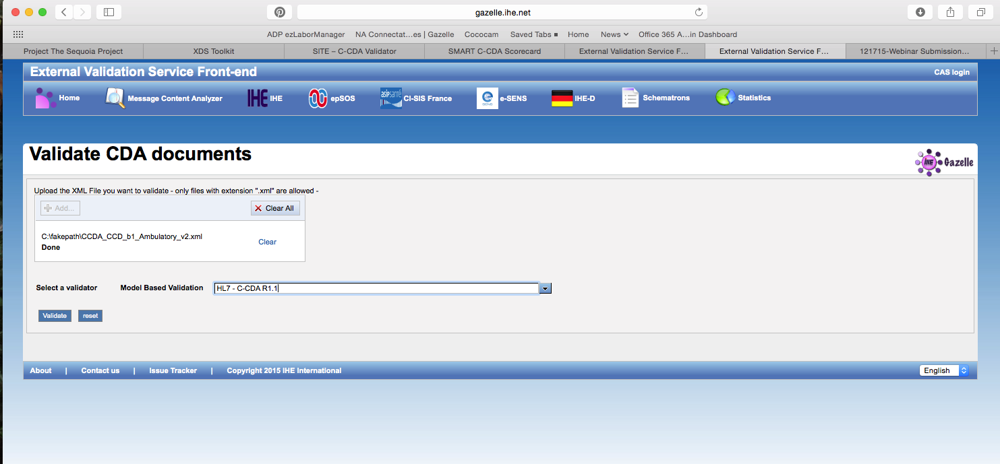 gazelle.ihe.net
ADP ezLaborManager NA Connectat...es | Gazelle Cococam Saved Tabs Home News Office 365 A...in Dashboard
Project The Sequoia Project XDS Toolkit SITE – C-CDA Validator SMART C-CDA Scorecard External Validation Service F... External Validation Service F... 121715-Webinar Submission...
External Validation Service Front-end CAS login
Home Message Content Analyzer IHE IHE epSOS asipsanté CI-SIS France e SENS e-SENS IHE-D Schematrons Statistics
Validate CDA documents
IHE Gazelle
Upload the XML File you want to validate - only files with extension ".xml" are allowed -
Add... Clear All
C:\fakepath\CCDA_CCD_b1_Ambulatory_v2.xml
Clear
Done
Select a validator Model Based Validation HL7 - C-CDA R1.1
Validate reset
About | Contact us | Issue Tracker | Copyright 2015 IHE International English